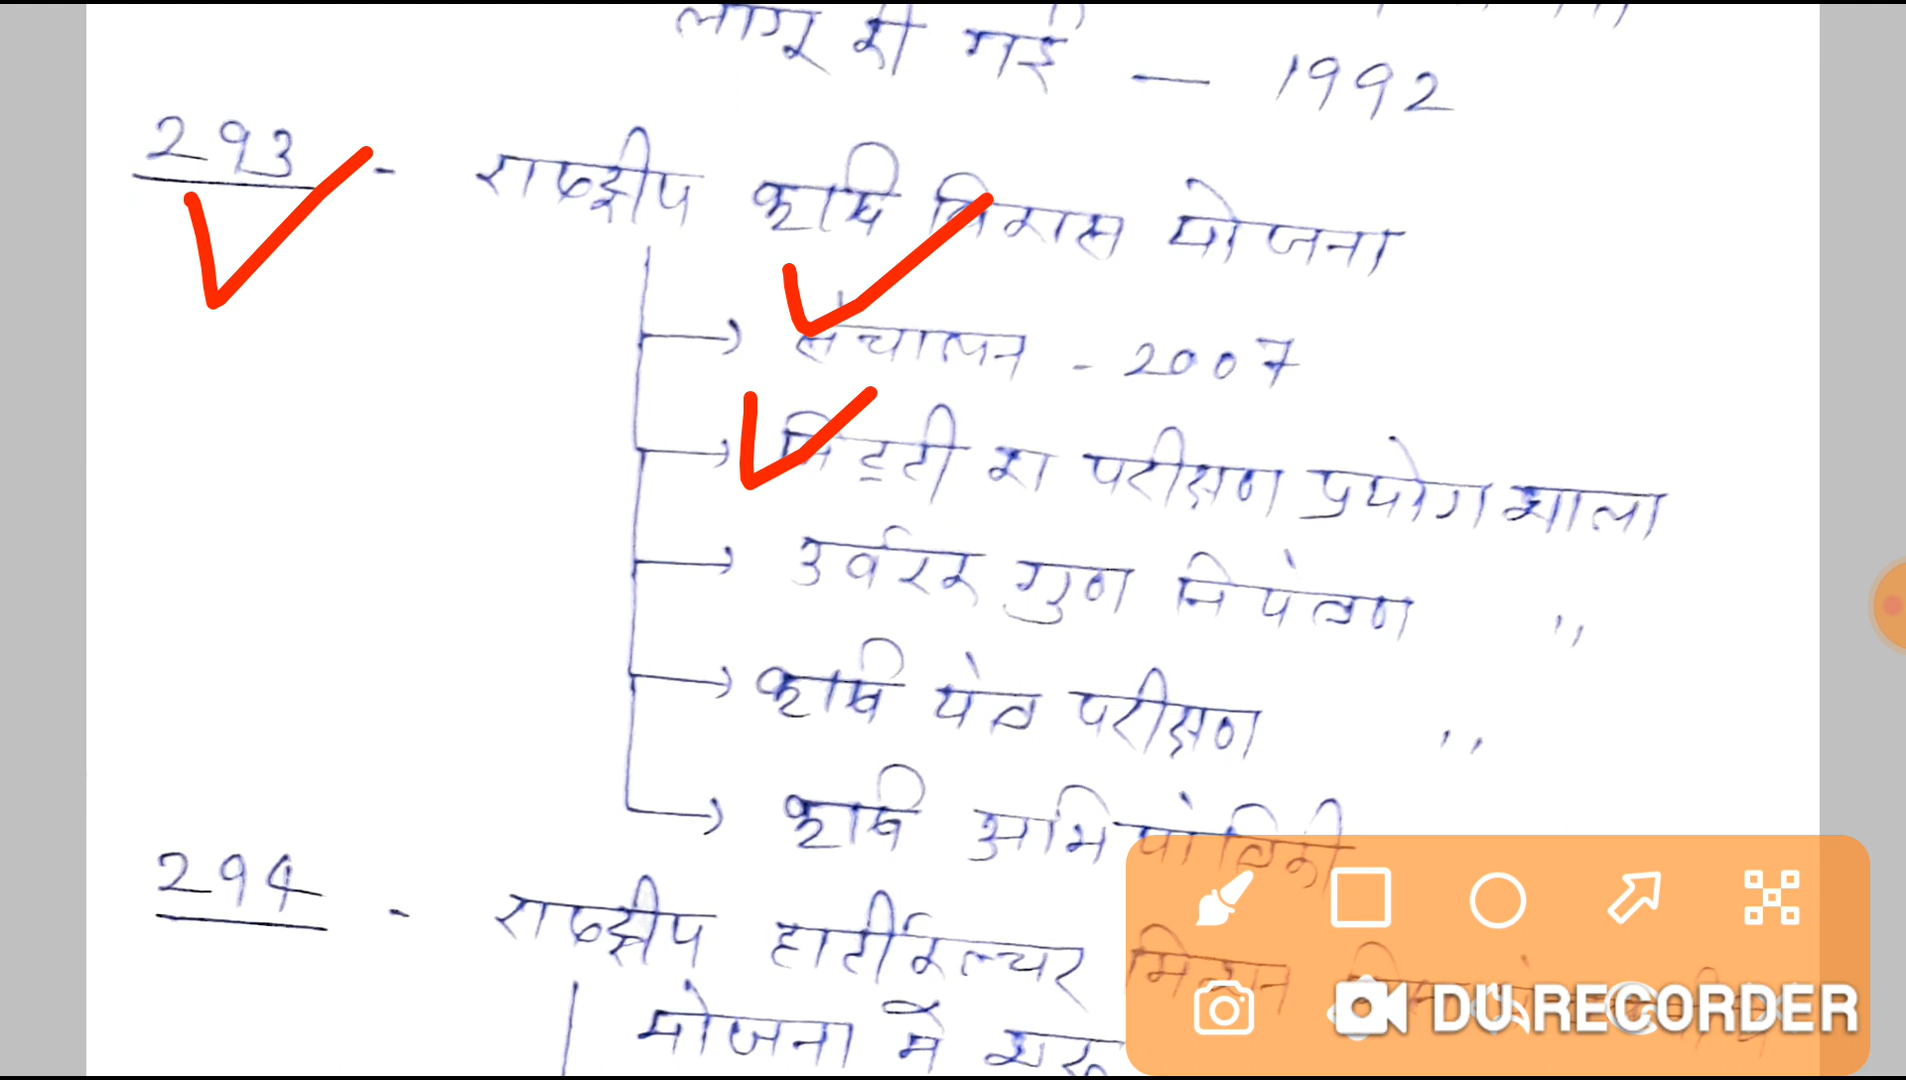 लागू की गई — 1992
293 - राष्ट्रीय कृषि विकास योजना
संचालन - 2007
मिट्टी का परीक्षण प्रयोगशाला
उर्वरक गुण नियंत्रण "
कृषि यंत्र परीक्षण "
कृषि अभियांत्रिकी
294 - राष्ट्रीय हार्टीकल्चर मिशन
योजना में
DU RECORDER